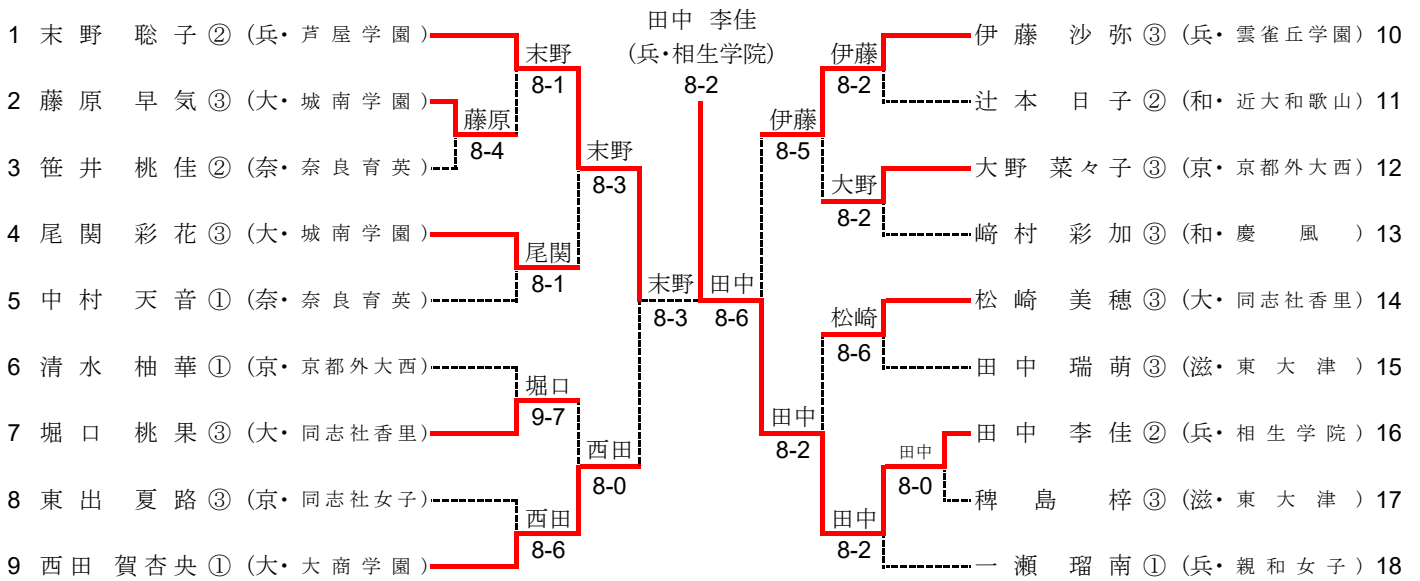 田中 李佳
(兵・相生学院)
8-2
1 末野 聡子 ② (兵・芦屋学園)
2 藤原 早気 ③ (大・城南学園)
3 笹井 桃佳 ② (奈・奈良育英)
4 尾関 彩花 ③ (大・城南学園)
5 中村 天音 ① (奈・奈良育英)
6 清水 柚華 ① (京・京都外大西)
7 堀口 桃果 ③ (大・同志社香里)
8 東出 夏路 ③ (京・同志社女子)
9 西田 賀杏央 ① (大・大商学園)
藤原
8-4
末野
8-1
尾関
8-1
堀口
9-7
西田
8-6
末野
8-3
西田
8-0
末野
8-3
田中
8-6
伊藤
8-5
田中
8-2
伊藤
8-2
大野
8-2
松崎
8-6
田中
8-2
田中
8-0
伊藤 沙弥 ③ (兵・雲雀丘学園) 10
辻本 日子 ② (和・近大和歌山) 11
大野 菜々子 ③ (京・京都外大西) 12
﨑村 彩加 ③ (和・慶風) 13
松崎 美穂 ③ (大・同志社香里) 14
田中 瑞萌 ③ (滋・東大津) 15
田中 李佳 ② (兵・相生学院) 16
稗島 梓 ③ (滋・東大津) 17
一瀬 瑠南 ① (兵・親和女子) 18